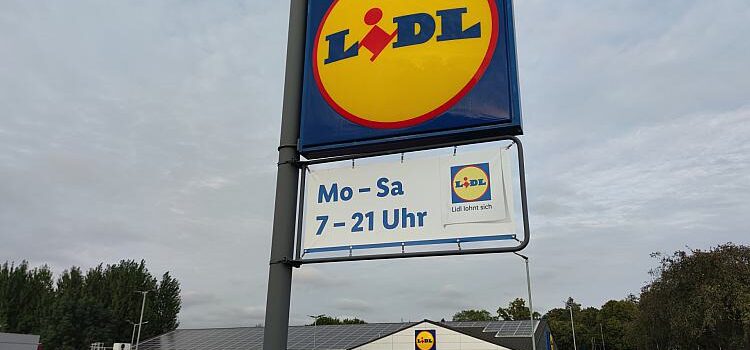 LiDL
Mo – Sa
7 – 21 Uhr
LiDL
Lidl lohnt sich
LiDL